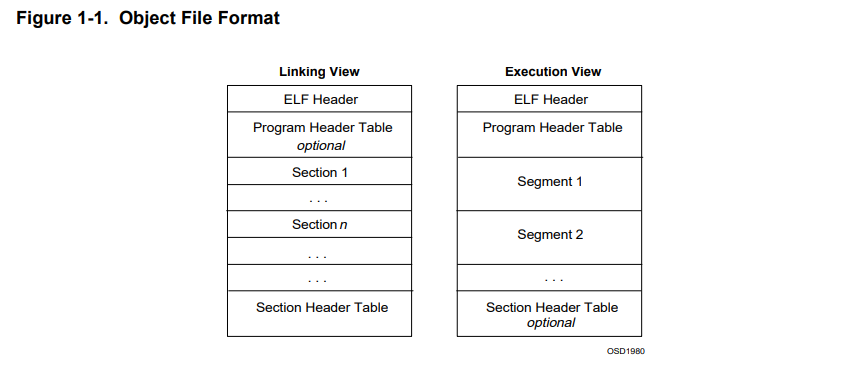 Figure 1-1. Object File Format
Linking View
ELF Header
Program Header Table
optional
Section 1
. . .
Section n
. . .
. . .
Section Header Table
Execution View
ELF Header
Program Header Table
Segment 1
Segment 2
. . .
Section Header Table
optional
OSD1980